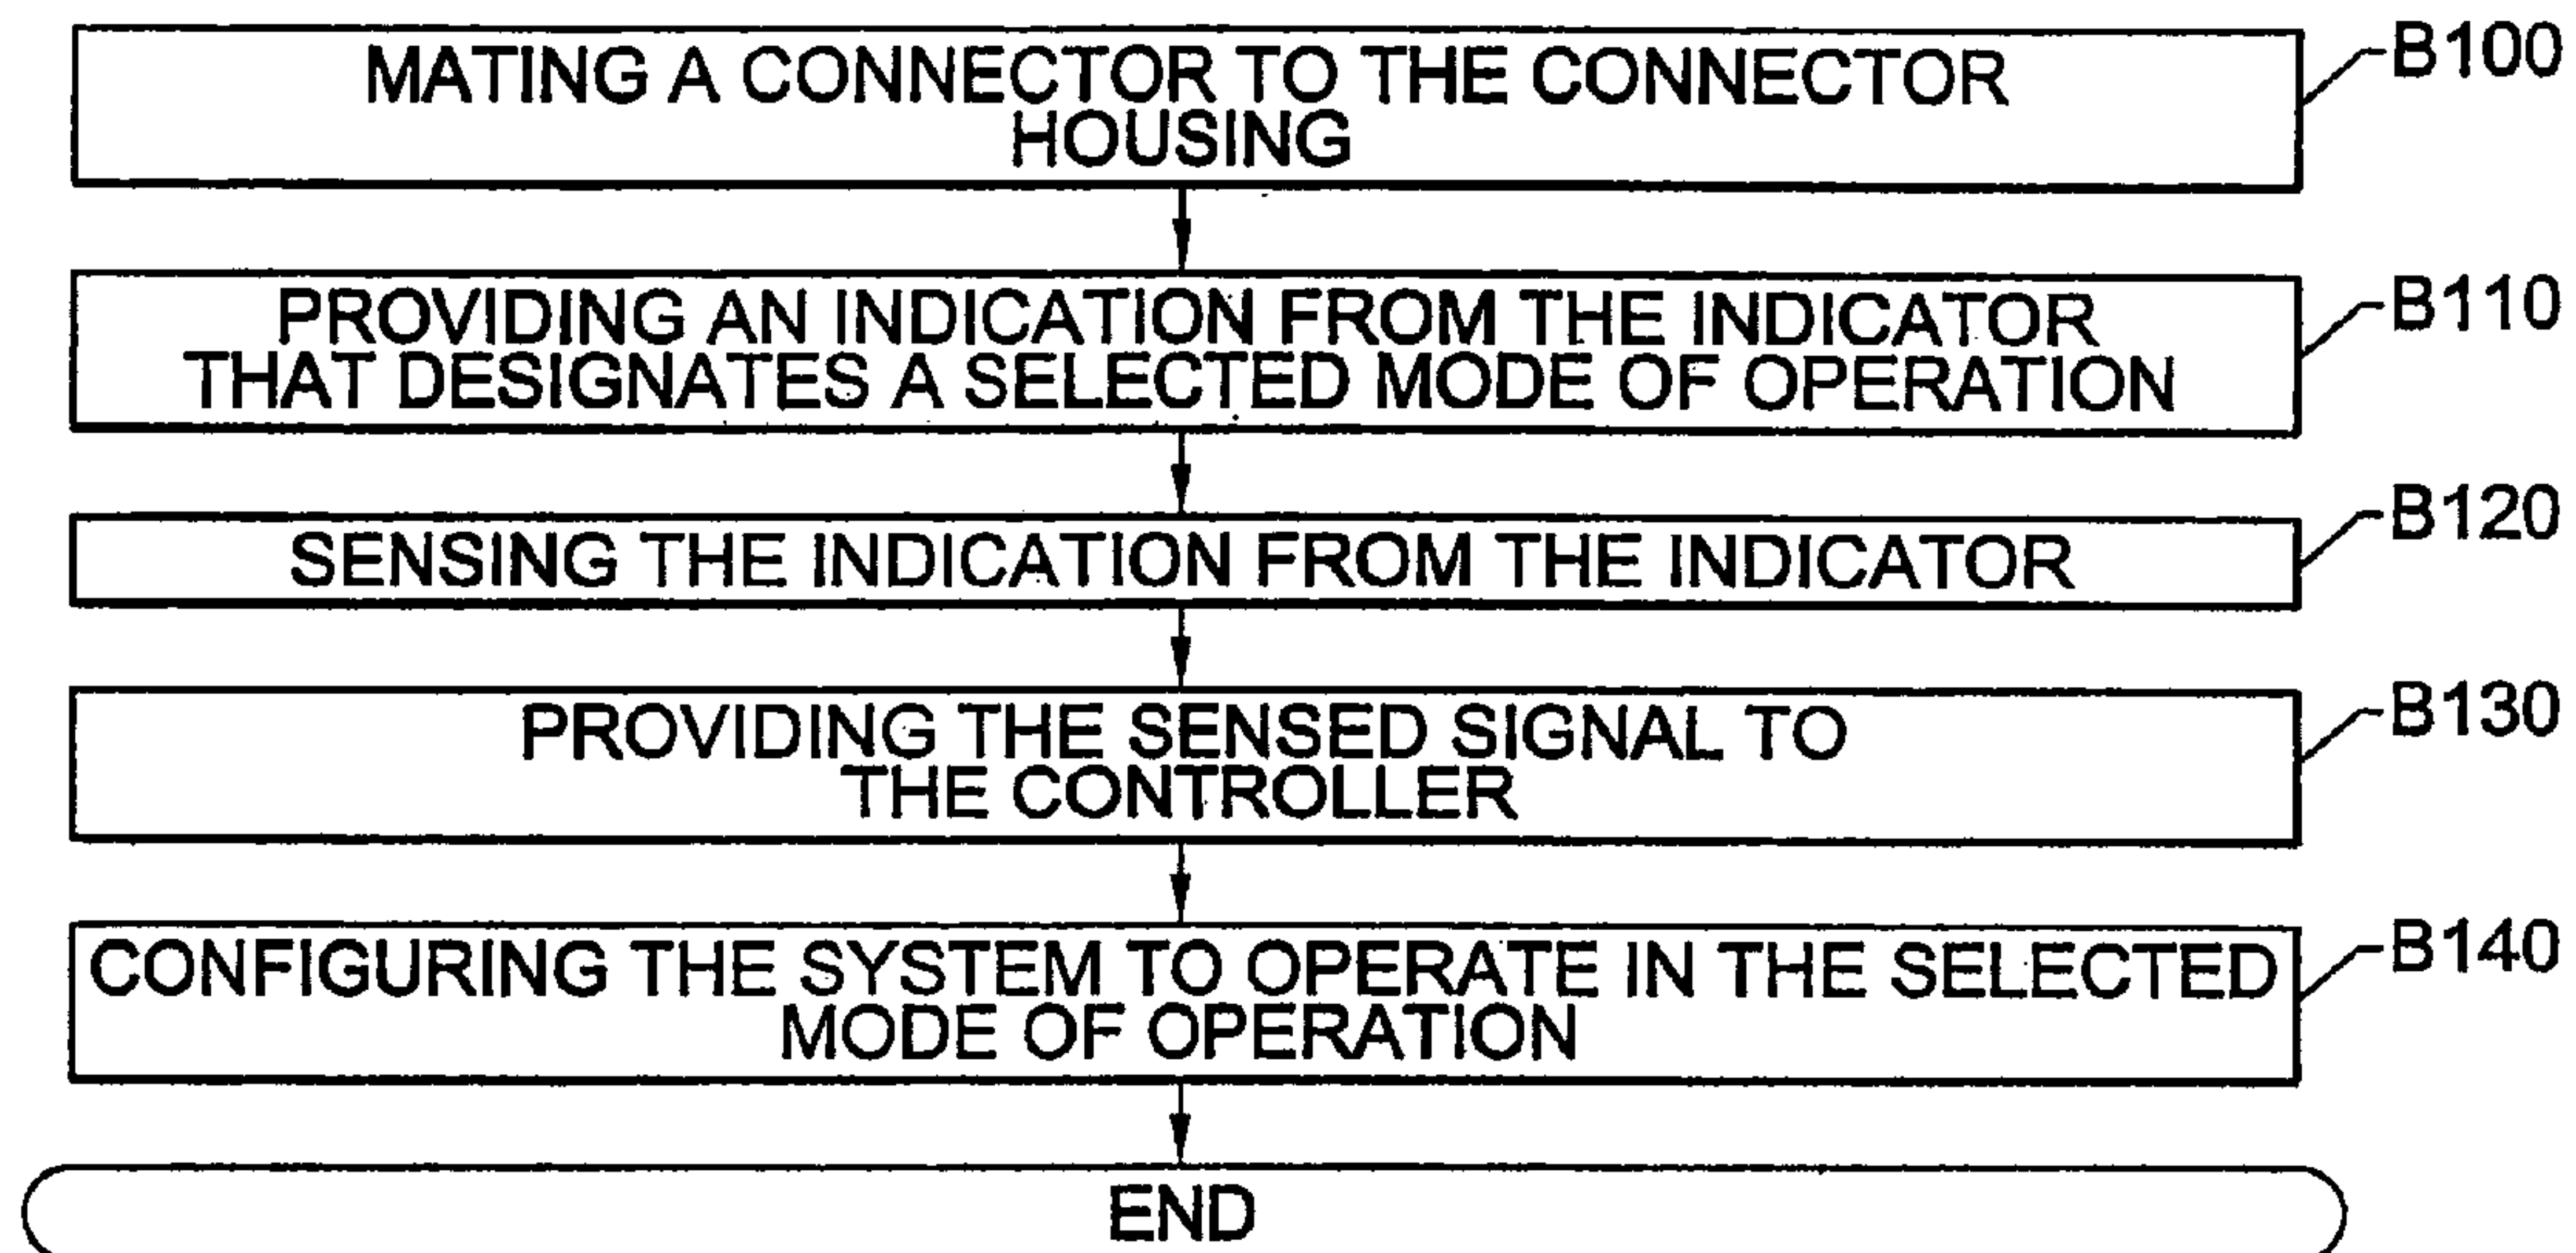 MATING A CONNECTOR TO THE CONNECTOR
HOUSING
B100
PROVIDING AN INDICATION FROM THE INDICATOR
THAT DESIGNATES A SELECTED MODE OF OPERATION
B110
SENSING THE INDICATION FROM THE INDICATOR
B120
PROVIDING THE SENSED SIGNAL TO
THE CONTROLLER
B130
CONFIGURING THE SYSTEM TO OPERATE IN THE SELECTED
MODE OF OPERATION
B140
END